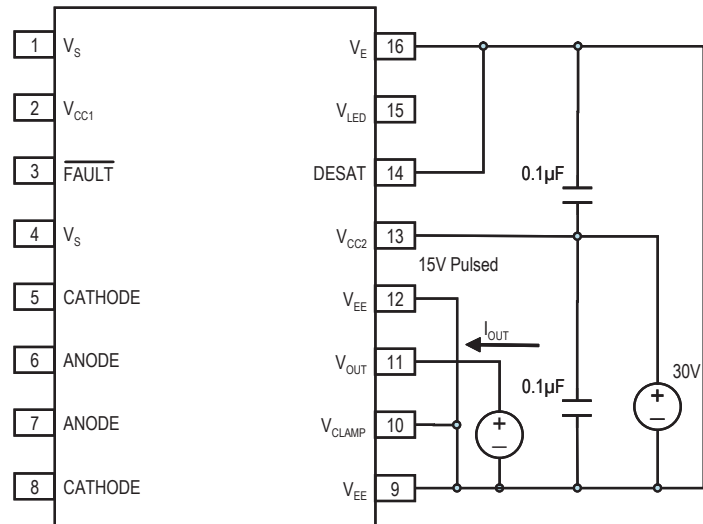 1 V_S
2 V_CC1
3 FAULT
4 V_S
5 CATHODE
6 ANODE
7 ANODE
8 CATHODE
V_E 16
V_LED 15
DESAT 14
V_CC2 13
V_EE 12
V_OUT 11
V_CLAMP 10
V_EE 9
0.1µF
15V Pulsed
I_OUT
0.1µF
30V
+
–
+
–